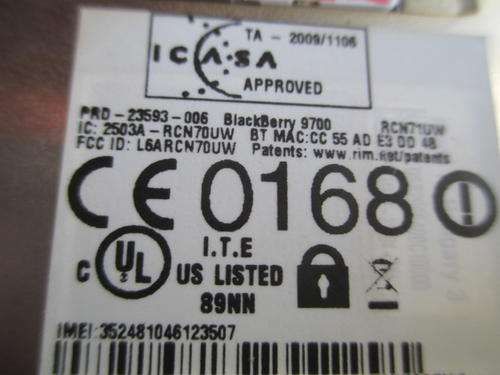 ICASA TA - 2009/1106
APPROVED
PRD-23593-006 BlackBerry 9700 RCN71UW
IC: 2503A-RCN70UW BT MAC:CC 55 AD E3 DD 48
FCC ID: L6ARCN70UW Patents: www.rim.net/patents
CE 0168
C UL I.T.E
US LISTED
89NN
IMEI:352481046123507